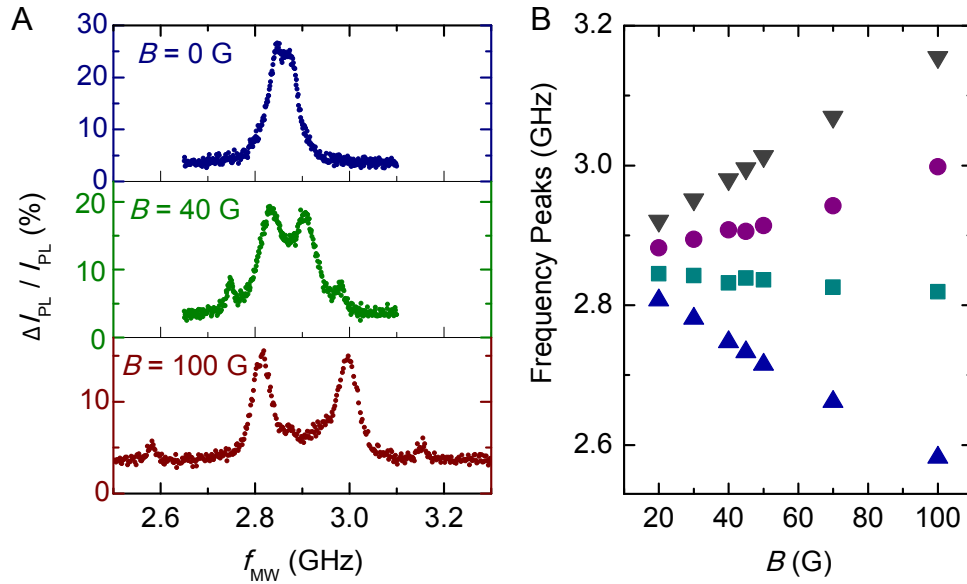 A
B = 0 G
30
20
10
0
B = 40 G
20
10
0
B = 100 G
10
0
2.6 2.8 3.0 3.2
ΔI_PL / I_PL (%)
f_MW (GHz)
B
3.2
3.0
2.8
2.6
20 40 60 80 100
Frequency Peaks (GHz)
B (G)